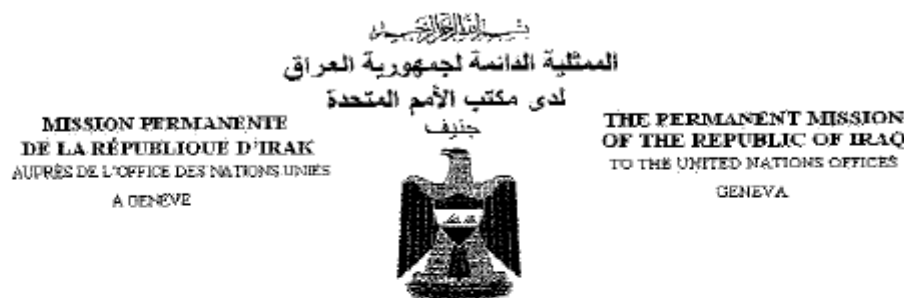 بسم الله الرحمن الرحيم
الممثلية الدائمة لجمهورية العراق
لدى مكتب الأمم المتحدة
جنيف
MISSION PERMANENTE
DE LA RÉPUBLIQUE D'IRAK
AUPRÈS DE L'OFFICE DES NATIONS UNIES
A GENEVE
THE PERMANENT MISSION
OF THE REPUBLIC OF IRAQ
TO THE UNITED NATIONS OFFICES
GENEVA